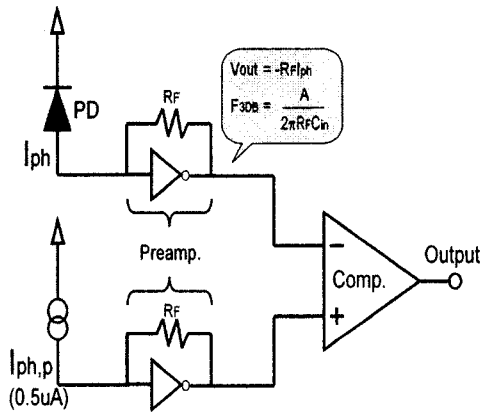 PD
Iph
RF
Vout = -RFIph
F3DB = A
2πRFCin
Preamp.
RF
Iph,p
(0.5uA)
−
+
Comp.
Output